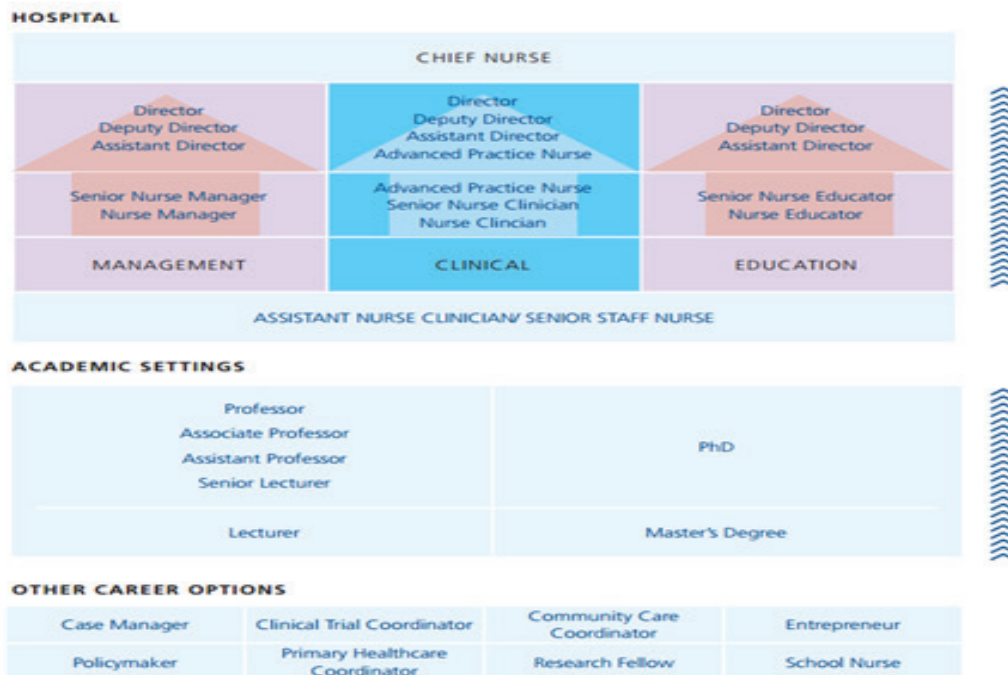 HOSPITAL
CHIEF NURSE
Director
Deputy Director
Assistant Director
Senior Nurse Manager
Nurse Manager
MANAGEMENT
Director
Deputy Director
Assistant Director
Advanced Practice Nurse
Advanced Practice Nurse
Senior Nurse Clinician
Nurse Clincian
CLINICAL
Director
Deputy Director
Assistant Director
Senior Nurse Educator
Nurse Educator
EDUCATION
ASSISTANT NURSE CLINICIAN/ SENIOR STAFF NURSE
ACADEMIC SETTINGS
Professor
Associate Professor
Assistant Professor
Senior Lecturer
PhD
Lecturer
Master's Degree
OTHER CAREER OPTIONS
Case Manager
Clinical Trial Coordinator
Community Care
Coordinator
Entrepreneur
Policymaker
Primary Healthcare
Coordinator
Research Fellow
School Nurse